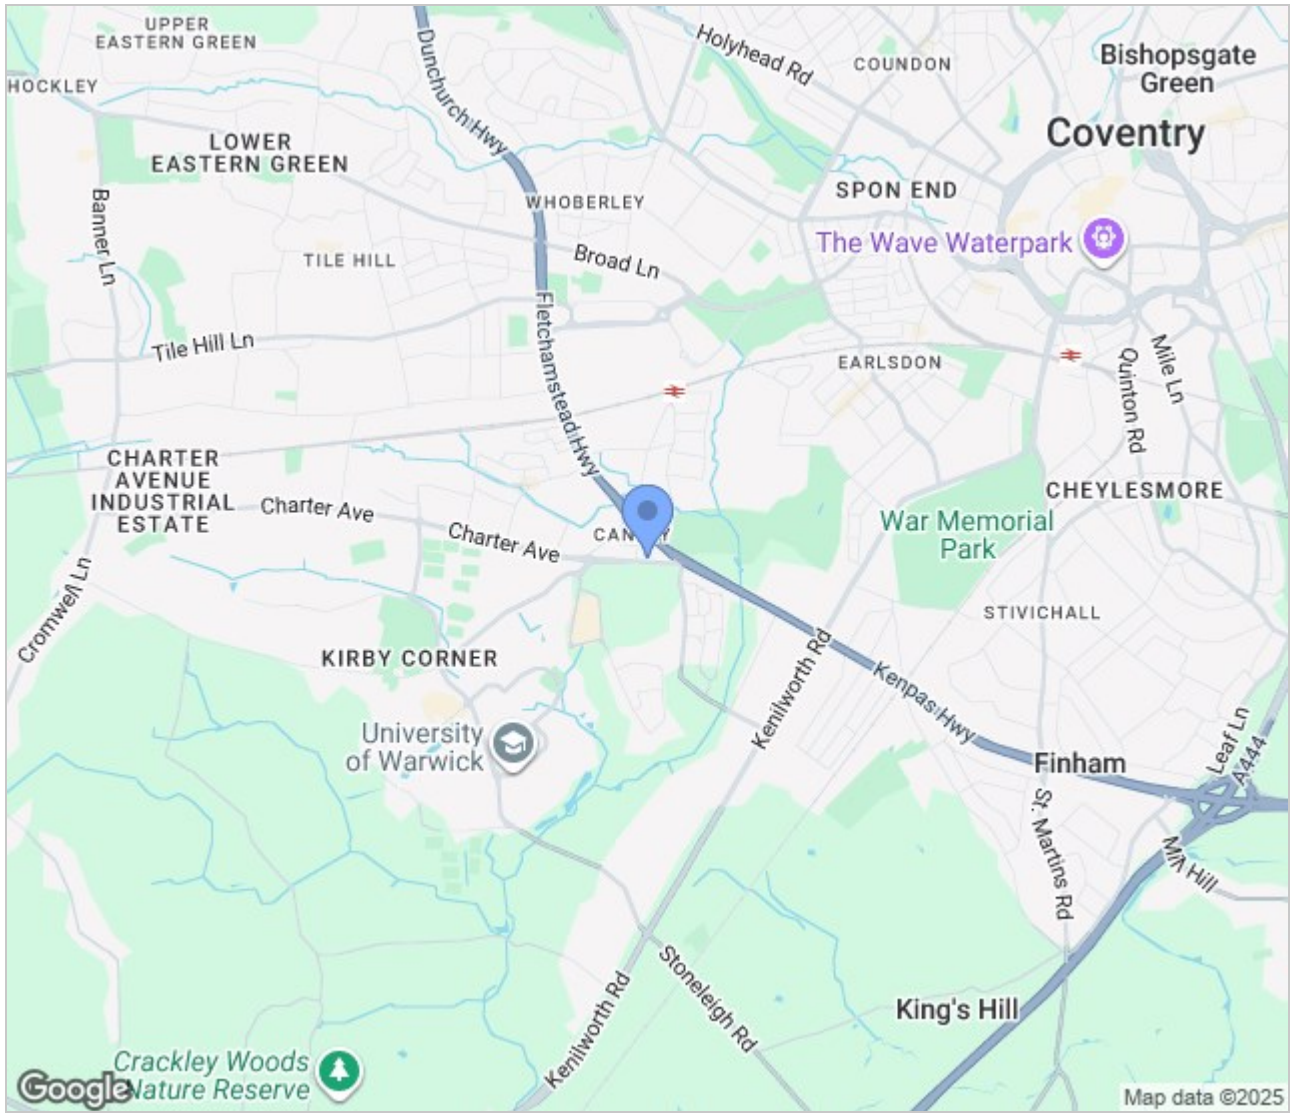 UPPER
EASTERN GREEN
HOCKLEY
Dunchurch Hwy
Holyhead Rd
COUNDON
Bishopsgate
Green
Coventry
LOWER
EASTERN GREEN
Banner Ln
WHOBERLEY
SPON END
The Wave Waterpark
TILE HILL
Broad Ln
Tile Hill Ln
Fletchamstead Hwy
EARLSDON
Quinton Rd
Mile Ln
CHARTER
AVENUE
INDUSTRIAL
ESTATE
Charter Ave
Charter Ave
CHEYLESMORE
War Memorial
Park
Cromwell Ln
STIVICHALL
KIRBY CORNER
Kenilworth Rd
Kenpas Hwy
University
of Warwick
Finham
Leaf Ln
A444
St. Martins Rd
Mill Hill
Stoneleigh Rd
Kenilworth Rd
King's Hill
Crackley Woods
Nature Reserve
Google
Map data ©2025